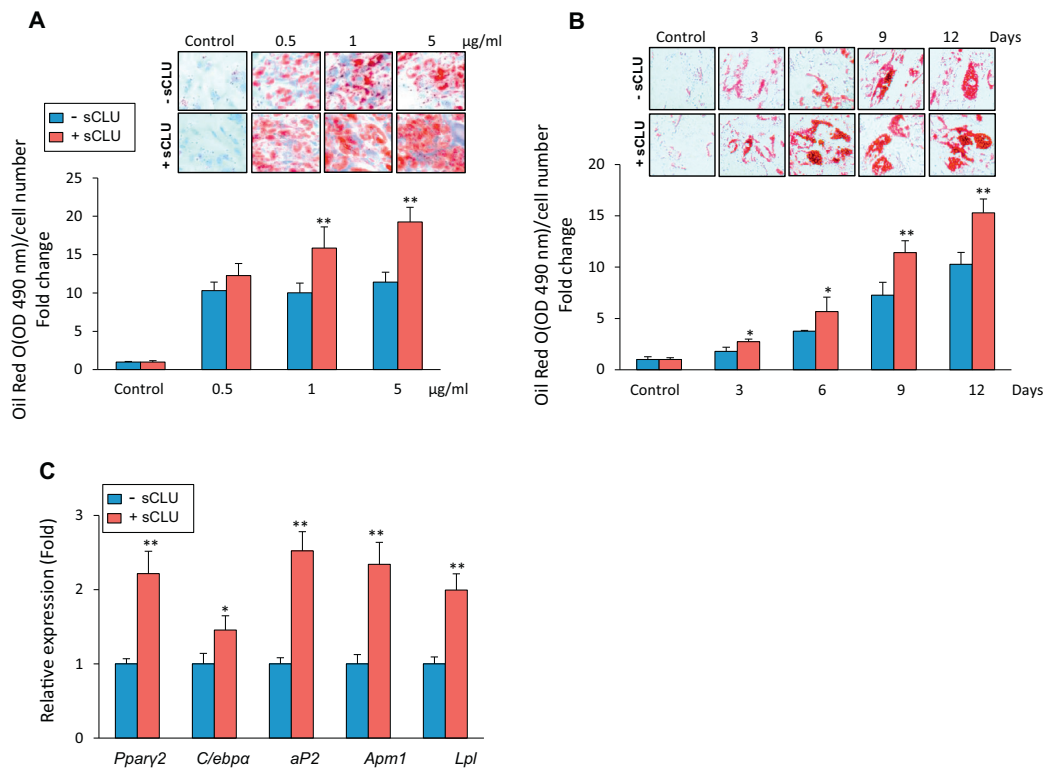 A
Control 0.5 1 5 µg/ml
- sCLU
+ sCLU
- sCLU
+ sCLU
Oil Red O(OD 490 nm)/cell number
Fold change
25
20
15
10
5
0
** **
Control 0.5 1 5 µg/ml
B
Control 3 6 9 12 Days
- sCLU
+ sCLU
Oil Red O(OD 490 nm)/cell number
Fold change
20
15
10
5
0
* * ** **
Control 3 6 9 12 Days
C
- sCLU
+ sCLU
Relative expression (Fold)
3
2
1
0
** * ** ** **
Pparγ2 C/ebpα aP2 Apm1 Lpl